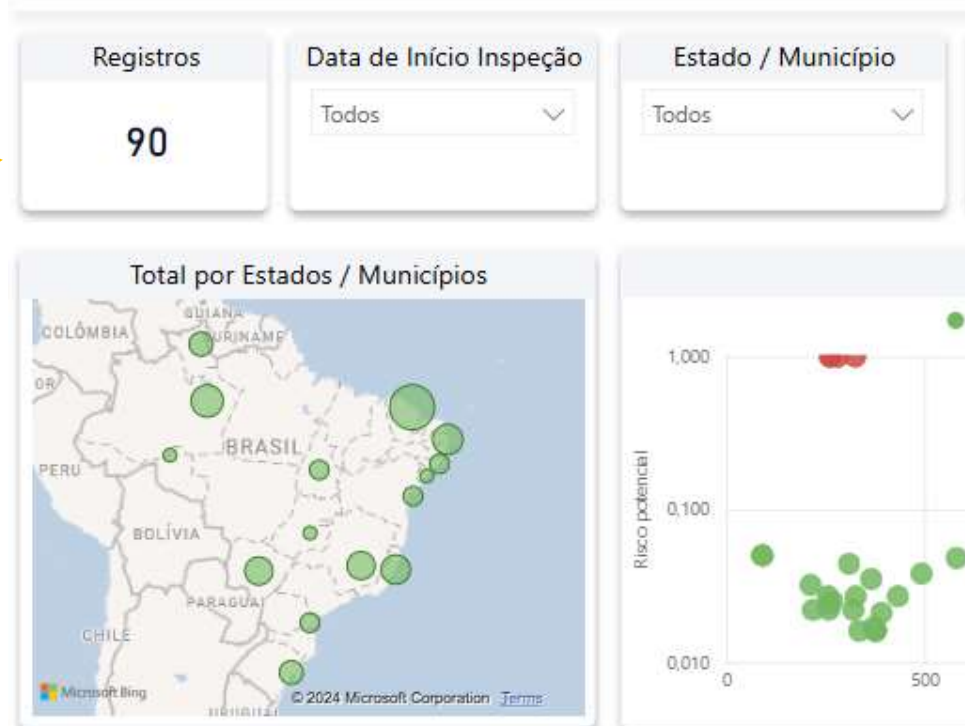 Registros
90
Data de Início Inspeção
Todos
Estado / Município
Todos
Total por Estados / Municípios
GUIANA
COLÔMBIA
SURINAME
OR
BRASIL
PERU
BOLÍVIA
PARAGUAI
CHILE
URUGUAI
Microsoft Bing
© 2024 Microsoft Corporation Terms
Risco potencial
1,000
0,100
0,010
0
500